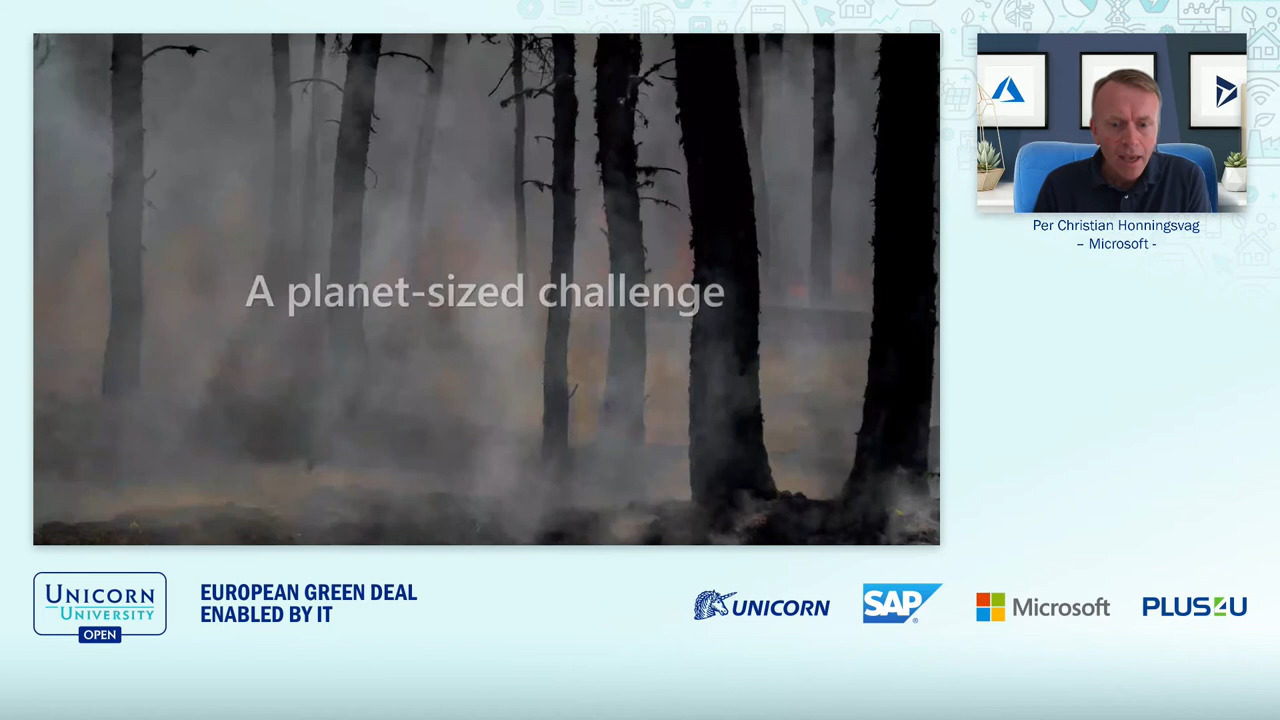 A planet-sized challenge
Per Christian Honningsvag
– Microsoft -
UNICORN
UNIVERSITY
OPEN
EUROPEAN GREEN DEAL
ENABLED BY IT
UNICORN
SAP
®
Microsoft
PLUS4U